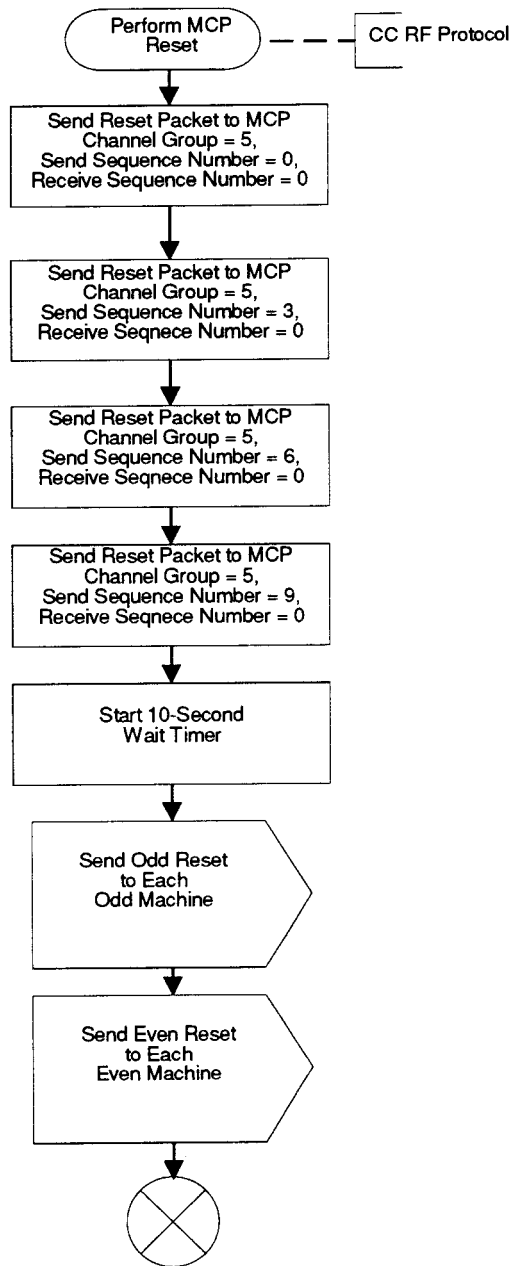 Perform MCP
Reset
CC RF Protocol
Send Reset Packet to MCP
Channel Group = 5,
Send Sequence Number = 0,
Receive Sequence Number = 0
Send Reset Packet to MCP
Channel Group = 5,
Send Sequence Number = 3,
Receive Seqnece Number = 0
Send Reset Packet to MCP
Channel Group = 5,
Send Sequence Number = 6,
Receive Seqnece Number = 0
Send Reset Packet to MCP
Channel Group = 5,
Send Sequence Number = 9,
Receive Seqnece Number = 0
Start 10-Second
Wait Timer
Send Odd Reset
to Each
Odd Machine
Send Even Reset
to Each
Even Machine